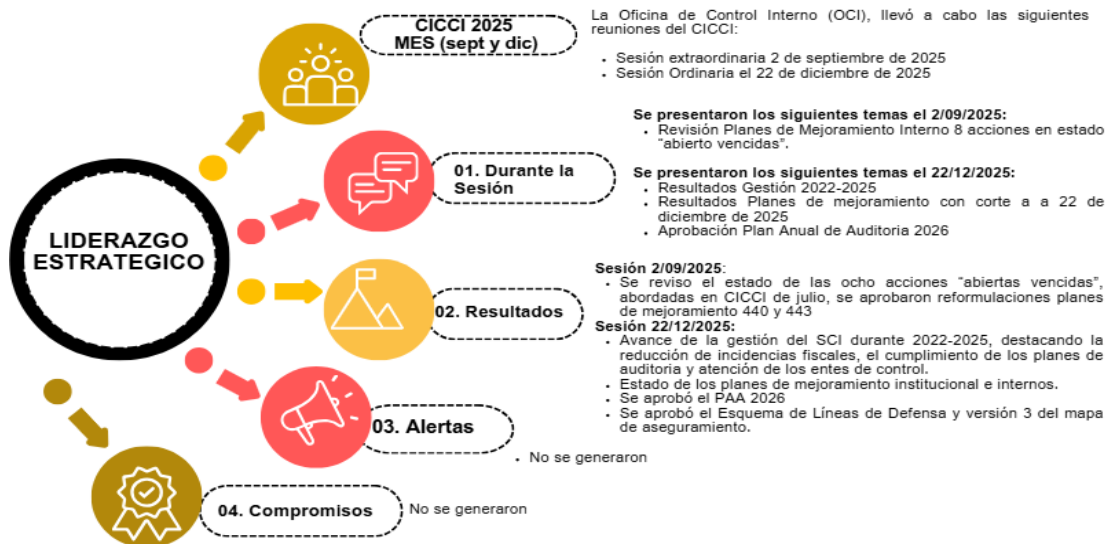 LIDERAZGO
ESTRATEGICO
CICCI 2025
MES (sept y dic)
La Oficina de Control Interno (OCI), llevó a cabo las siguientes
reuniones del CICCI:
• Sesión extraordinaria 2 de septiembre de 2025
• Sesión Ordinaria el 22 de diciembre de 2025
01. Durante la
Sesión
Se presentaron los siguientes temas el 2/09/2025:
• Revisión Planes de Mejoramiento Interno 8 acciones en estado
“abierto vencidas”.
Se presentaron los siguientes temas el 22/12/2025:
• Resultados Gestión 2022-2025
• Resultados Planes de mejoramiento con corte a a 22 de
diciembre de 2025
• Aprobación Plan Anual de Auditoria 2026
02. Resultados
Sesión 2/09/2025:
• Se reviso el estado de las ocho acciones “abiertas vencidas”,
abordadas en CICCI de julio, se aprobaron reformulaciones planes
de mejoramiento 440 y 443
Sesión 22/12/2025:
• Avance de la gestión del SCI durante 2022-2025, destacando la
reducción de incidencias fiscales, el cumplimiento de los planes de
auditoria y atención de los entes de control.
• Estado de los planes de mejoramiento institucional e internos.
• Se aprobó el PAA 2026
• Se aprobó el Esquema de Líneas de Defensa y versión 3 del mapa
de aseguramiento.
03. Alertas
• No se generaron
04. Compromisos
No se generaron